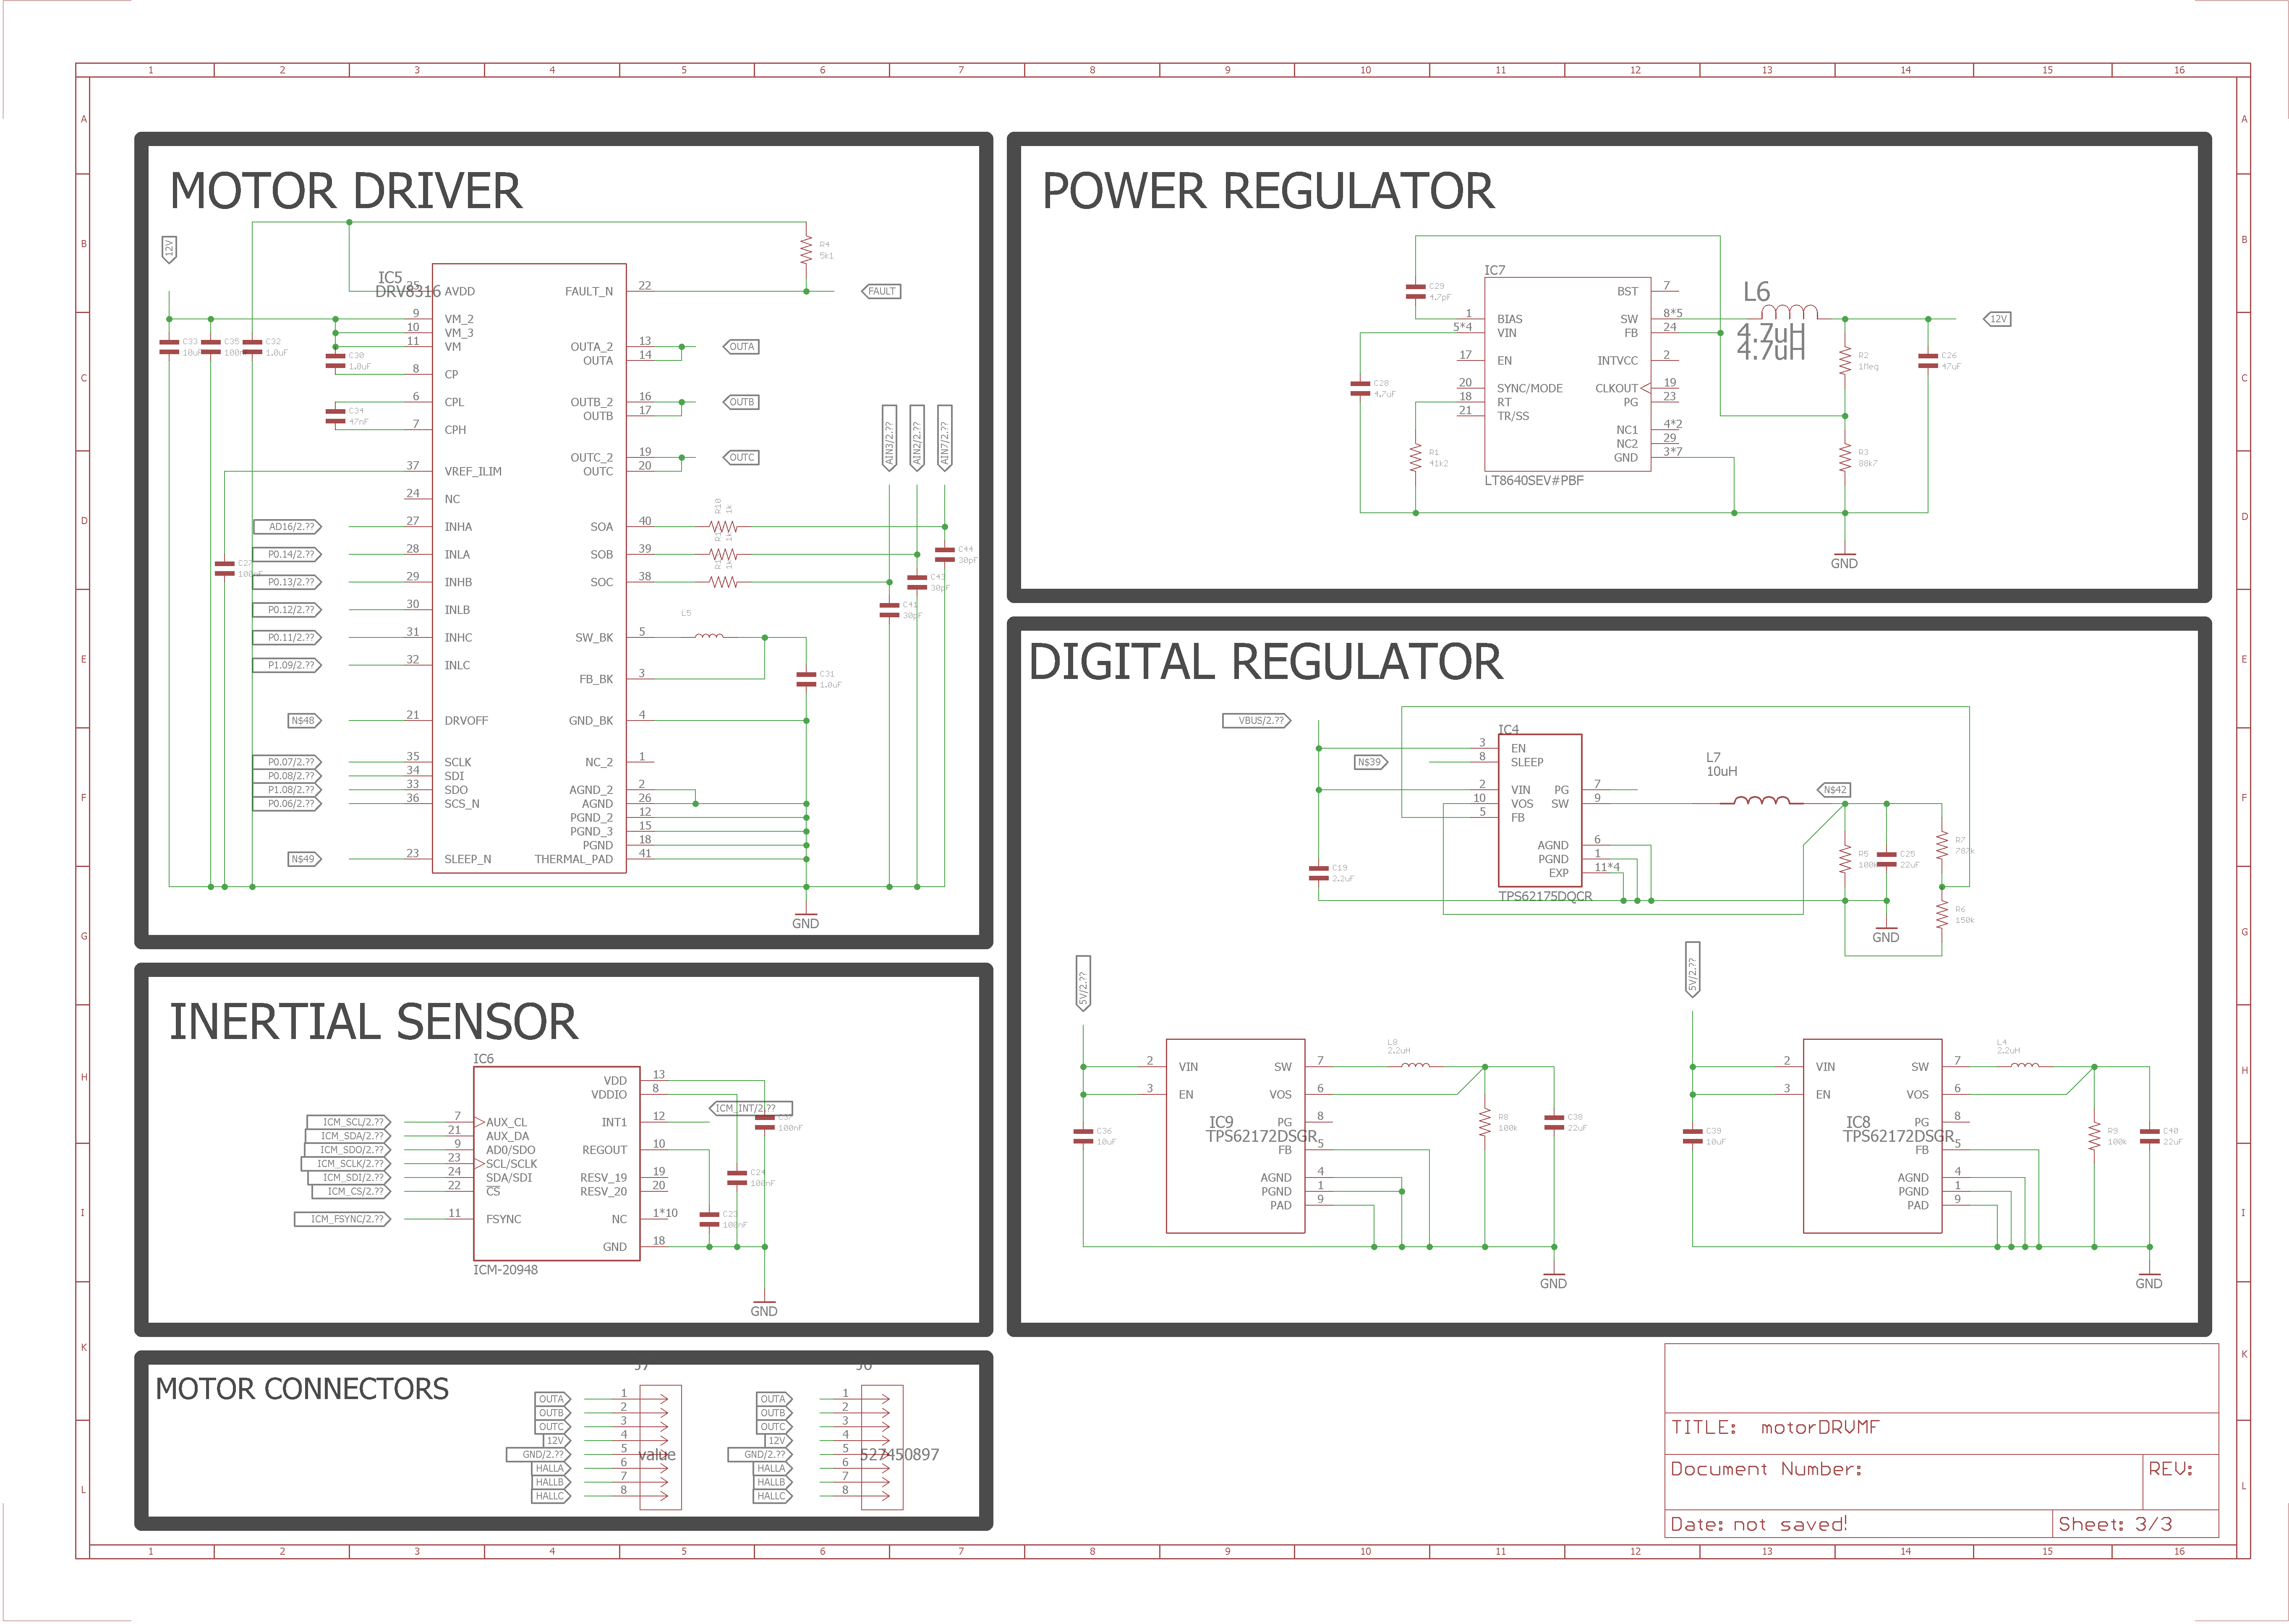 1 2 3 4 5 6 7 8 9 10 11 12 13 14 15 16
A
B
C
D
E
F
G
H
I
K
L
MOTOR DRIVER
12V
R4
5k1
IC5
DRV8316
25 AVDD
FAULT_N 22
FAULT
9 VM_2
10 VM_3
11 VM
8 CP
6 CPL
7 CPH
37 VREF_ILIM
24 NC
27 INHA
28 INLA
29 INHB
30 INLB
31 INHC
32 INLC
21 DRVOFF
35 SCLK
34 SDI
33 SDO
36 SCS_N
23 SLEEP_N
C33
10uF
C35
C32
1.0uF
C30
1.0uF
C34
47nF
AD16/2.??
P0.14/2.??
P0.13/2.??
P0.12/2.??
P0.11/2.??
P1.09/2.??
N$48
P0.07/2.??
P0.08/2.??
P1.08/2.??
P0.06/2.??
N$49
OUTA_2 13
OUTA 14
OUTA
OUTB_2 16
OUTB 17
OUTB
OUTC_2 19
OUTC 20
OUTC
AIN3/2.??
AIN2/2.??
AIN7/2.??
SOA 40
SOB 39
SOC 38
R10
1k
1k
1k
C44
30pF
C43
30pF
C41
30pF
L5
SW_BK 5
FB_BK 3
C31
1.0uF
GND_BK 4
NC_2 1
AGND_2 2
AGND 26
PGND_2 12
PGND_3 15
PGND 18
THERMAL_PAD 41
GND
POWER REGULATOR
IC7
C29
4.7pF
C28
4.7uF
R1
41k2
1 BIAS
5*4 VIN
17 EN
20 SYNC/MODE
18 RT
21 TR/SS
BST 7
SW 8*5
FB 24
INTVCC 2
CLKOUT 19
PG 23
NC1 4*2
NC2 29
GND 3*7
LT8640SEV#PBF
L6
4.7uH
4.7uH
12V
R2
1Meg
C26
47uF
R3
88k7
GND
DIGITAL REGULATOR
VBUS/2.??
N$39
IC4
3 EN
8 SLEEP
2 VIN
10 VOS
5 FB
PG 7
SW 9
AGND 6
PGND 1
EXP 11*4
TPS62175DQCR
C19
2.2uF
L7
10uH
N$42
R5
100k
C25
22uF
R7
787k
R6
150k
GND
5V/2.??
2 VIN
3 EN
SW 7
VOS 6
PG 8
FB 5
AGND 4
PGND 1
PAD 9
IC9
TPS62172DSGR
C36
10uF
L8
2.2uH
R8
100k
C38
22uF
GND
5V/2.??
2 VIN
3 EN
SW 7
VOS 6
PG 8
FB 5
AGND 4
PGND 1
PAD 9
IC8
TPS62172DSGR
C39
10uF
L4
2.2uH
R9
100k
C40
22uF
GND
INERTIAL SENSOR
IC6
ICM_SCL/2.??
ICM_SDA/2.??
ICM_SDO/2.??
ICM_SCLK/2.??
ICM_SDI/2.??
ICM_CS/2.??
ICM_FSYNC/2.??
7 AUX_CL
21 AUX_DA
9 AD0/SDO
23 SCL/SCLK
24 SDA/SDI
22 CS
11 FSYNC
VDD 13
VDDIO 8
INT1 12
REGOUT 10
RESV_19 19
RESV_20 20
NC 1*10
GND 18
ICM-20948
ICM_INT/2.??
100nF
C24
100nF
C23
100nF
GND
MOTOR CONNECTORS
OUTA 1
OUTB 2
OUTC 3
12V 4
GND/2.?? 5
HALLA 6
HALLB 7
HALLC 8
value
OUTA 1
OUTB 2
OUTC 3
12V 4
GND/2.?? 5
HALLA 6
HALLB 7
HALLC 8
527450897
TITLE: motorDRVMF
Document Number:
REV:
Date: not saved!
Sheet: 3/3
A
B
C
D
E
F
G
H
I
K
L
1 2 3 4 5 6 7 8 9 10 11 12 13 14 15 16